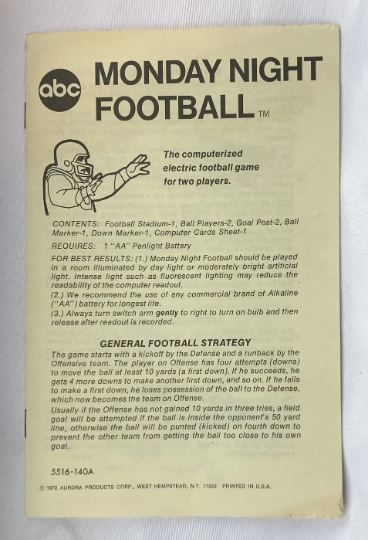 abc
MONDAY NIGHT
FOOTBALL TM
The computerized
electric football game
for two players.
CONTENTS: Football Stadium-1, Ball Players-2, Goal Post-2, Ball
Marker-1, Down Marker-1, Computer Cards Sheet-1
REQUIRES: 1 "AA" Penlight Battery
FOR BEST RESULTS: (1.) Monday Night Football should be played
in a room illuminated by day light or moderately bright artificial
light. Intense light such as fluorescent lighting may reduce the
readability of the computer readout.
(2.) We recommend the use of any commercial brand of Alkaline
("AA") battery for longest life.
(3.) Always turn switch arm gently to right to turn on bulb and then
release after readout is recorded.
GENERAL FOOTBALL STRATEGY
The game starts with a kickoff by the Defense and a runback by the
Offensive team. The player on Offense has four attempts (downs)
to move the ball at least 10 yards (a first down). If he succeeds, he
gets 4 more downs to make another first down, and so on. If he fails
to make a first down, he loses possession of the ball to the Defense,
which now becomes the team on Offense.
Usually if the Offense has not gained 10 yards in three tries, a field
goal will be attempted if the ball is inside the opponent's 50 yard
line, otherwise the ball will be punted (kicked) on fourth down to
prevent the other team from getting the ball too close to his own
goal.
5516-140A
© 1972 AURORA PRODUCTS CORP., WEST HEMPSTEAD, N.Y. 11552 PRINTED IN U.S.A.